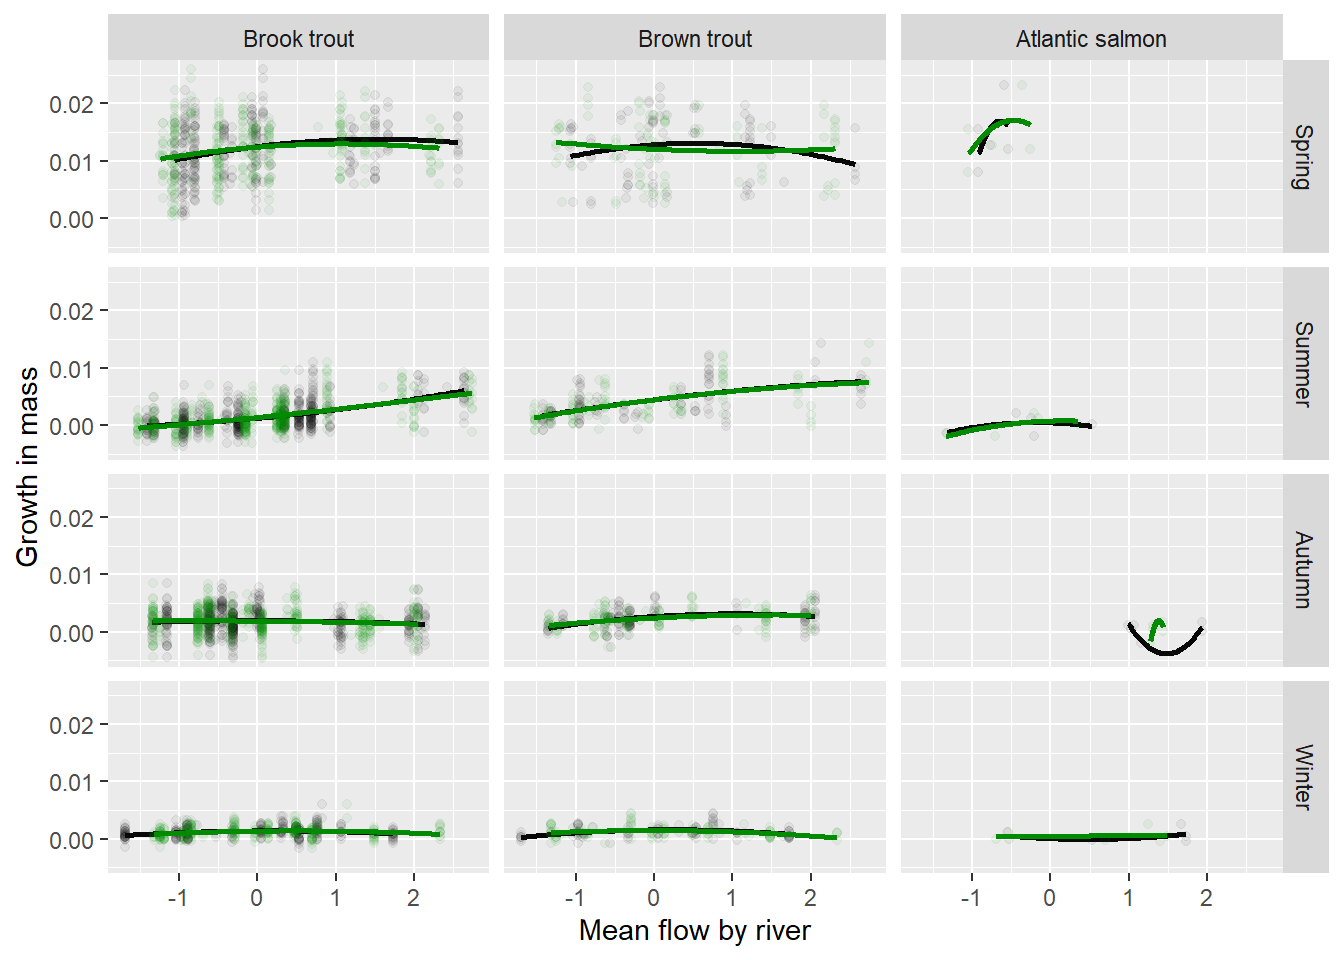 Brook trout Brown trout Atlantic salmon
0.02
0.01
0.00
Spring
0.02
0.01
0.00
Summer
0.02
0.01
0.00
Autumn
0.02
0.01
0.00
Winter
Growth in mass
-1 0 1 2 -1 0 1 2 -1 0 1 2
Mean flow by river